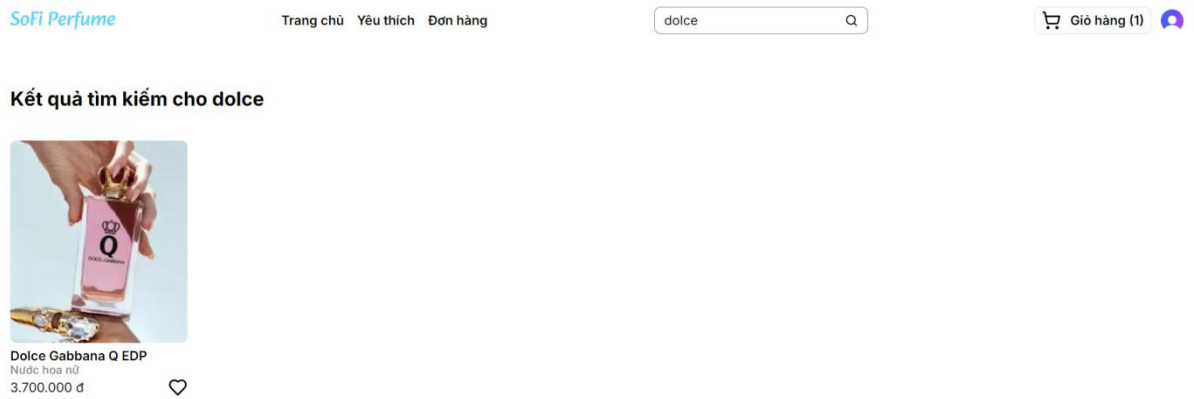 SoFi Perfume
Trang chủ Yêu thích Đơn hàng
dolce
Giỏ hàng (1)
Kết quả tìm kiếm cho dolce
Q
DOLCE & GABBANA
Dolce Gabbana Q EDP
Nước hoa nữ
3.700.000 đ